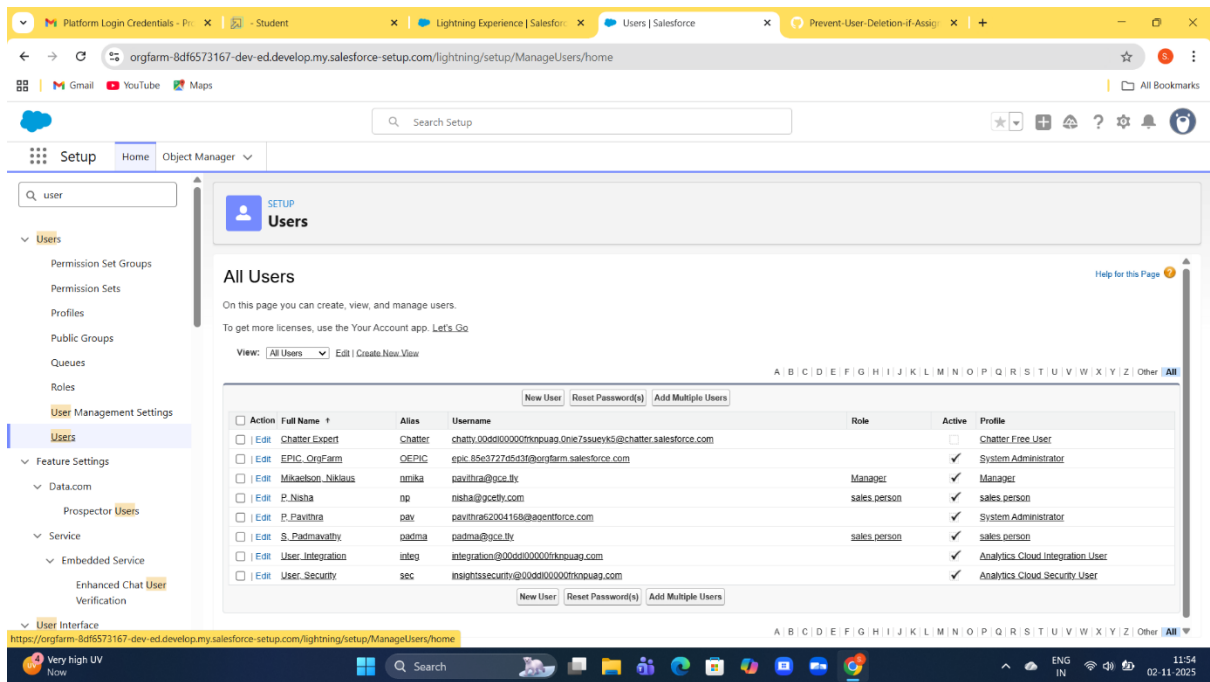 Platform Login Credentials - Pro
- Student
Lightning Experience | Salesforc
Users | Salesforce
Prevent-User-Deletion-if-Assign
orgfarm-8df6573167-dev-ed.develop.my.salesforce-setup.com/lightning/setup/ManageUsers/home
S.
Gmail YouTube Maps All Bookmarks
Search Setup
Setup Home Object Manager
user
Users
Permission Set Groups
Permission Sets
Profiles
Public Groups
Queues
Roles
User Management Settings
Users
Feature Settings
Data.com
Prospector Users
Service
Embedded Service
Enhanced Chat User
Verification
User Interface
SETUP
Users
All Users
Help for this Page
On this page you can create, view, and manage users.
To get more licenses, use the Your Account app. Let's Go
View: All Users Edit | Create New View
A | B | C | D | E | F | G | H | I | J | K | L | M | N | O | P | Q | R | S | T | U | V | W | X | Y | Z | Other All
New User Reset Password(s) Add Multiple Users
Action Full Name ↑ Alias Username Role Active Profile
| Edit Chatter Expert Chatter chatty.00ddl00000frknpuag.0nie7ssueyk5@chatter.salesforce.com Chatter Free User
| Edit EPIC, OrgFarm OEPIC epic.85e3727d5d3f@orgfarm.salesforce.com ✓ System Administrator
| Edit Mikaelson, Niklaus nmika pavithra@gce.tly Manager ✓ Manager
| Edit P, Nisha np nisha@gcetly.com sales person ✓ sales person
| Edit P, Pavithra pav pavithra62004168@agentforce.com ✓ System Administrator
| Edit S, Padmavathy padma padma@gce.tly sales person ✓ sales person
| Edit User, Integration integ integration@00ddl00000frknpuag.com ✓ Analytics Cloud Integration User
| Edit User, Security sec insightssecurity@00ddl00000frknpuag.com ✓ Analytics Cloud Security User
New User Reset Password(s) Add Multiple Users
A | B | C | D | E | F | G | H | I | J | K | L | M | N | O | P | Q | R | S | T | U | V | W | X | Y | Z | Other All
https://orgfarm-8df6573167-dev-ed.develop.my.salesforce-setup.com/lightning/setup/ManageUsers/home
4
UV
Very high UV
Now
Search
ENG
IN
11:54
02-11-2025